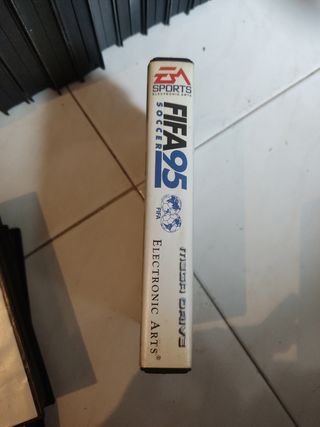 EA
SPORTS
ELECTRONIC ARTS
FIFA 95
SOCCER
FIFA
MEGA DRIVE
ELECTRONIC ARTS®